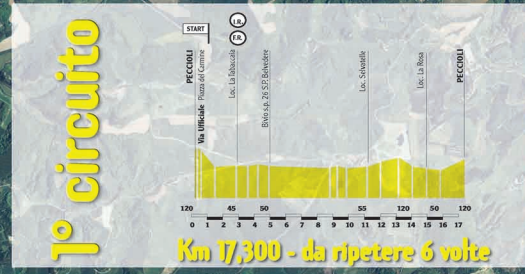 1° circuito
START
I.R.
F.R.
PECCIOLI
Via Ufficiale Piazza del Carmine
Loc. La Tabaccaia
Bivio s.p. 26 S.P. Belvedere
Loc. Selvatelle
Loc. La Rosa
PECCIOLI
120 45 50 55 120 50 120
0 1 2 3 4 5 6 7 8 9 10 11 12 13 14 15 16 17
Km 17,300 - da ripetere 6 volte